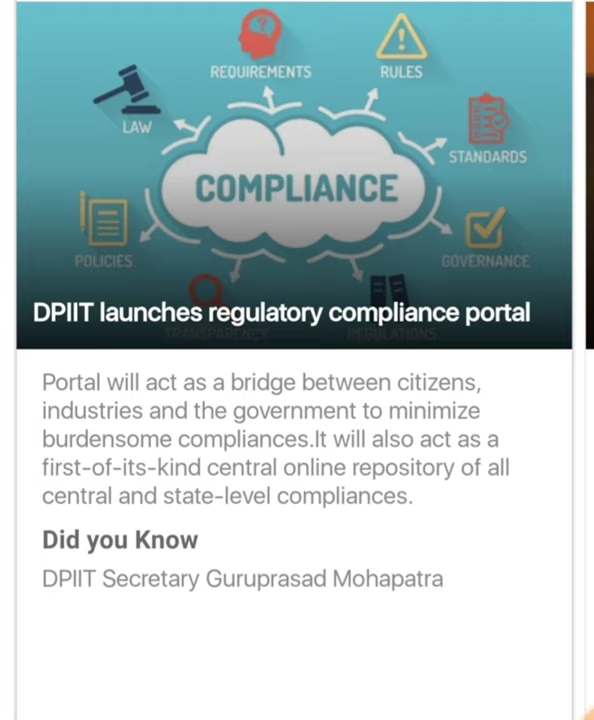 REQUIREMENTS
RULES
LAW
STANDARDS
COMPLIANCE
POLICIES
GOVERNANCE
DPIIT launches regulatory compliance portal
TRANSPARENCY
REGULATIONS
Portal will act as a bridge between citizens,
industries and the government to minimize
burdensome compliances.It will also act as a
first-of-its-kind central online repository of all
central and state-level compliances.
Did you Know
DPIIT Secretary Guruprasad Mohapatra